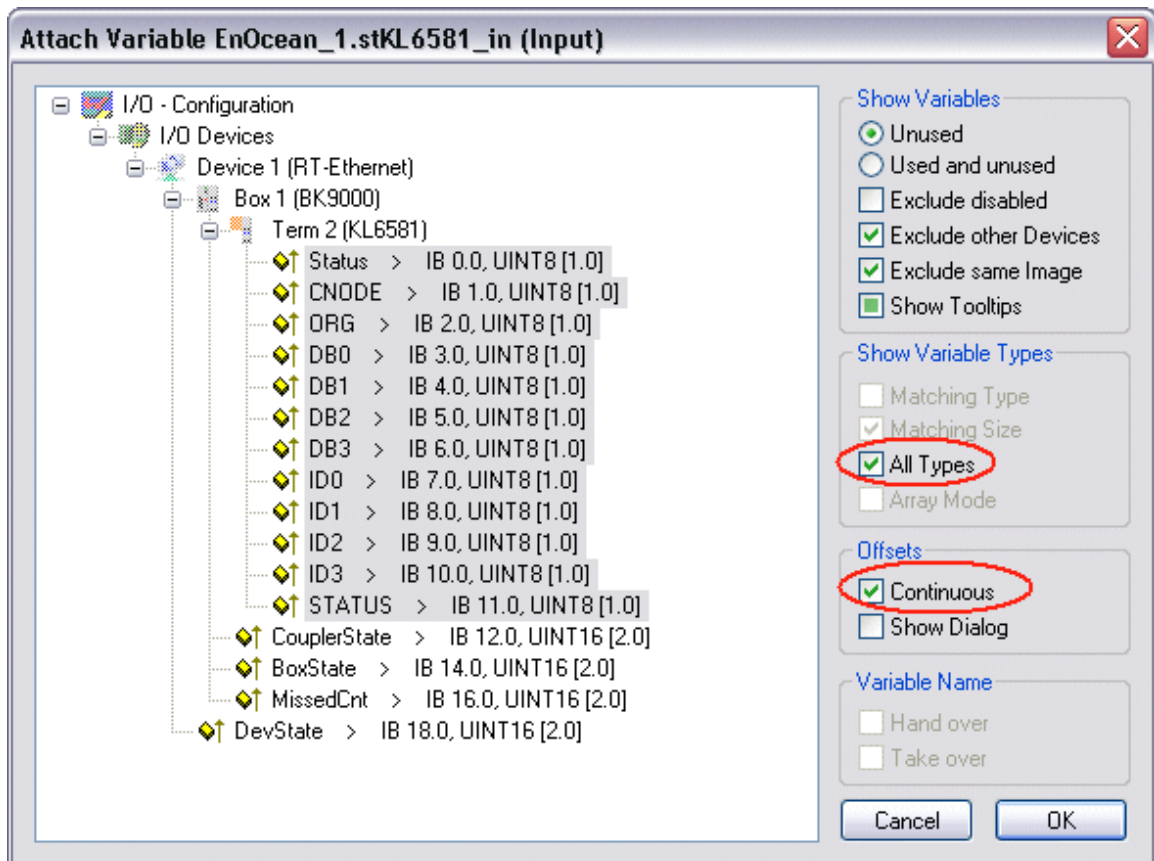 Attach Variable EnOcean_1.stKL6581_in (Input)
I/O - Configuration
I/O Devices
Device 1 (RT-Ethernet)
Box 1 (BK9000)
Term 2 (KL6581)
Status > IB 0.0, UINT8 [1.0]
CNODE > IB 1.0, UINT8 [1.0]
ORG > IB 2.0, UINT8 [1.0]
DB0 > IB 3.0, UINT8 [1.0]
DB1 > IB 4.0, UINT8 [1.0]
DB2 > IB 5.0, UINT8 [1.0]
DB3 > IB 6.0, UINT8 [1.0]
ID0 > IB 7.0, UINT8 [1.0]
ID1 > IB 8.0, UINT8 [1.0]
ID2 > IB 9.0, UINT8 [1.0]
ID3 > IB 10.0, UINT8 [1.0]
STATUS > IB 11.0, UINT8 [1.0]
CouplerState > IB 12.0, UINT16 [2.0]
BoxState > IB 14.0, UINT16 [2.0]
MissedCnt > IB 16.0, UINT16 [2.0]
DevState > IB 18.0, UINT16 [2.0]
Show Variables
Unused
Used and unused
Exclude disabled
Exclude other Devices
Exclude same Image
Show Tooltips
Show Variable Types
Matching Type
Matching Size
All Types
Array Mode
Offsets
Continuous
Show Dialog
Variable Name
Hand over
Take over
Cancel
OK